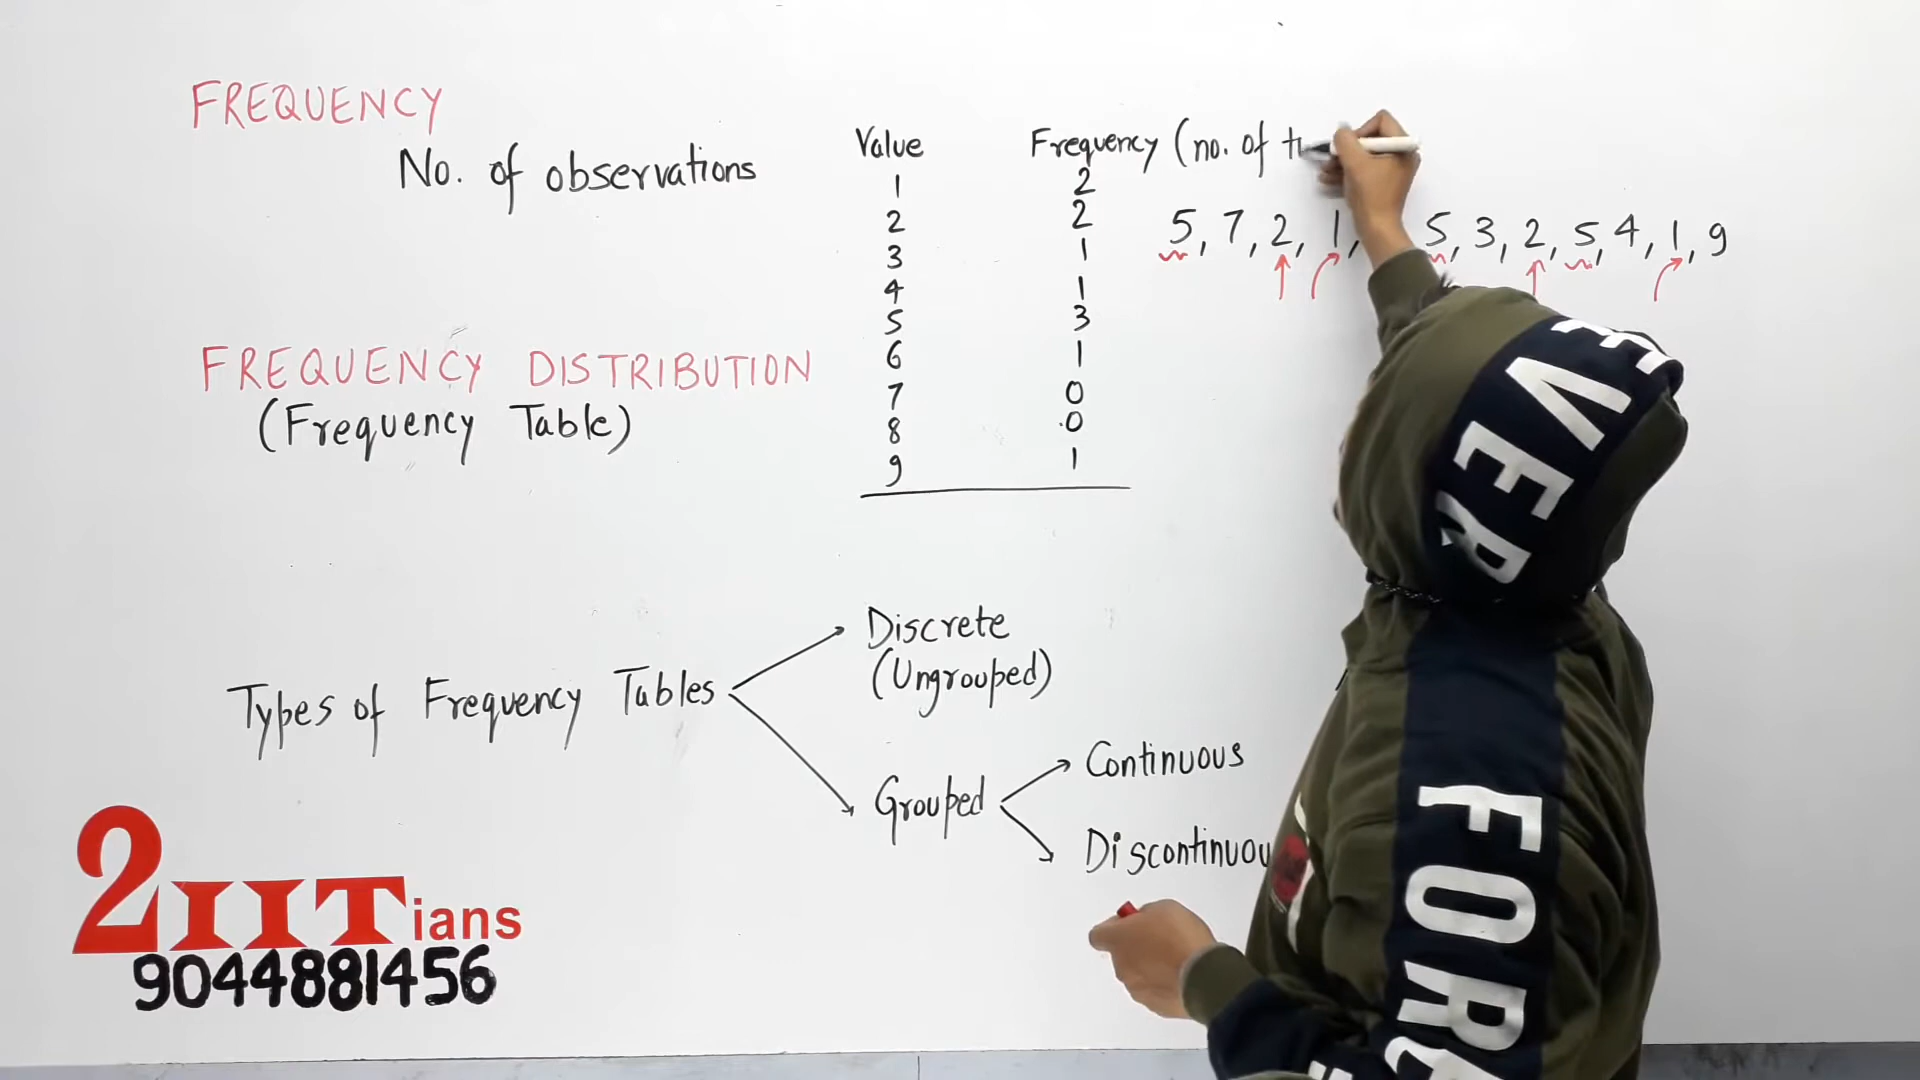 FREQUENCY
No. of observations
Value Frequency (no. of
1 2
2 2
3 1
4 1
5 3
6 1
7 0
8 0
9 1
5, 7, 2, 1, 5, 3, 2, 5, 4, 1, 9
FREQUENCY DISTRIBUTION
(Frequency Table)
Types of Frequency Tables
Discrete
(Ungrouped)
Grouped
Continuous
Discontinuou
2IITians
9044881456
EVER
FOR